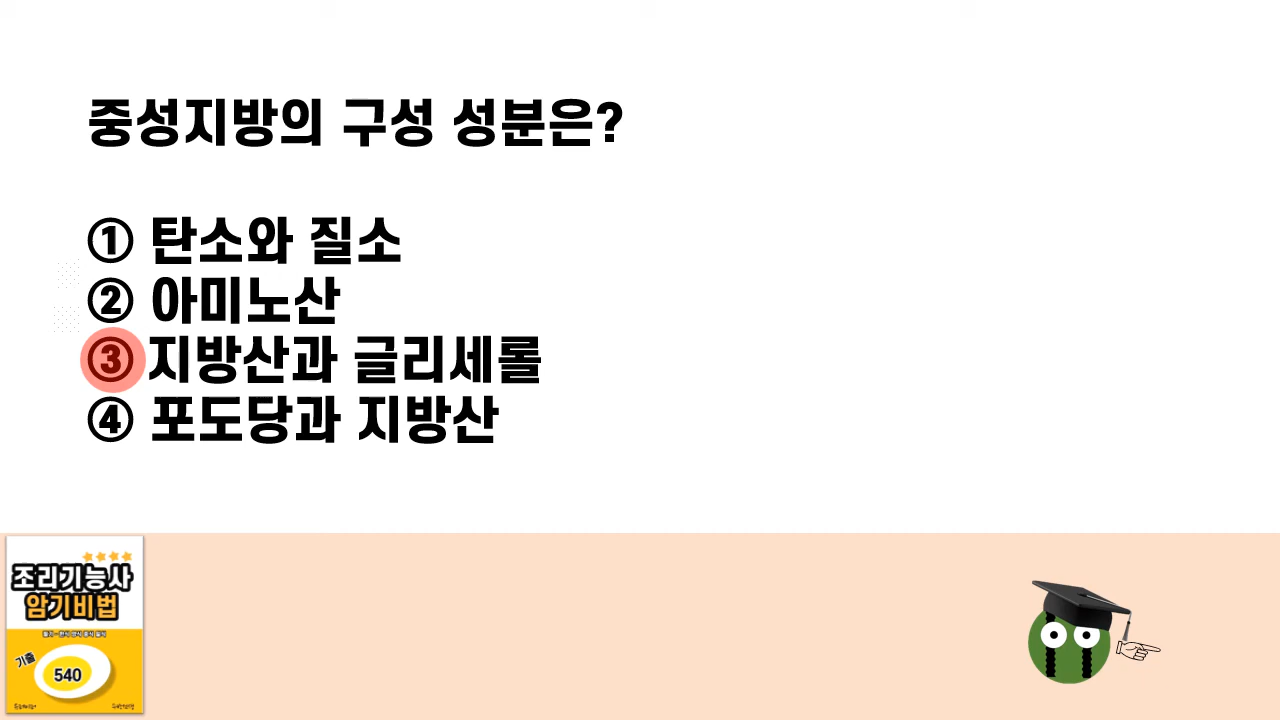 중성지방의 구성 성분은?
① 탄소와 질소
② 아미노산
③ 지방산과 글리세롤
④ 포도당과 지방산
조리기능사
암기비법
기출
540